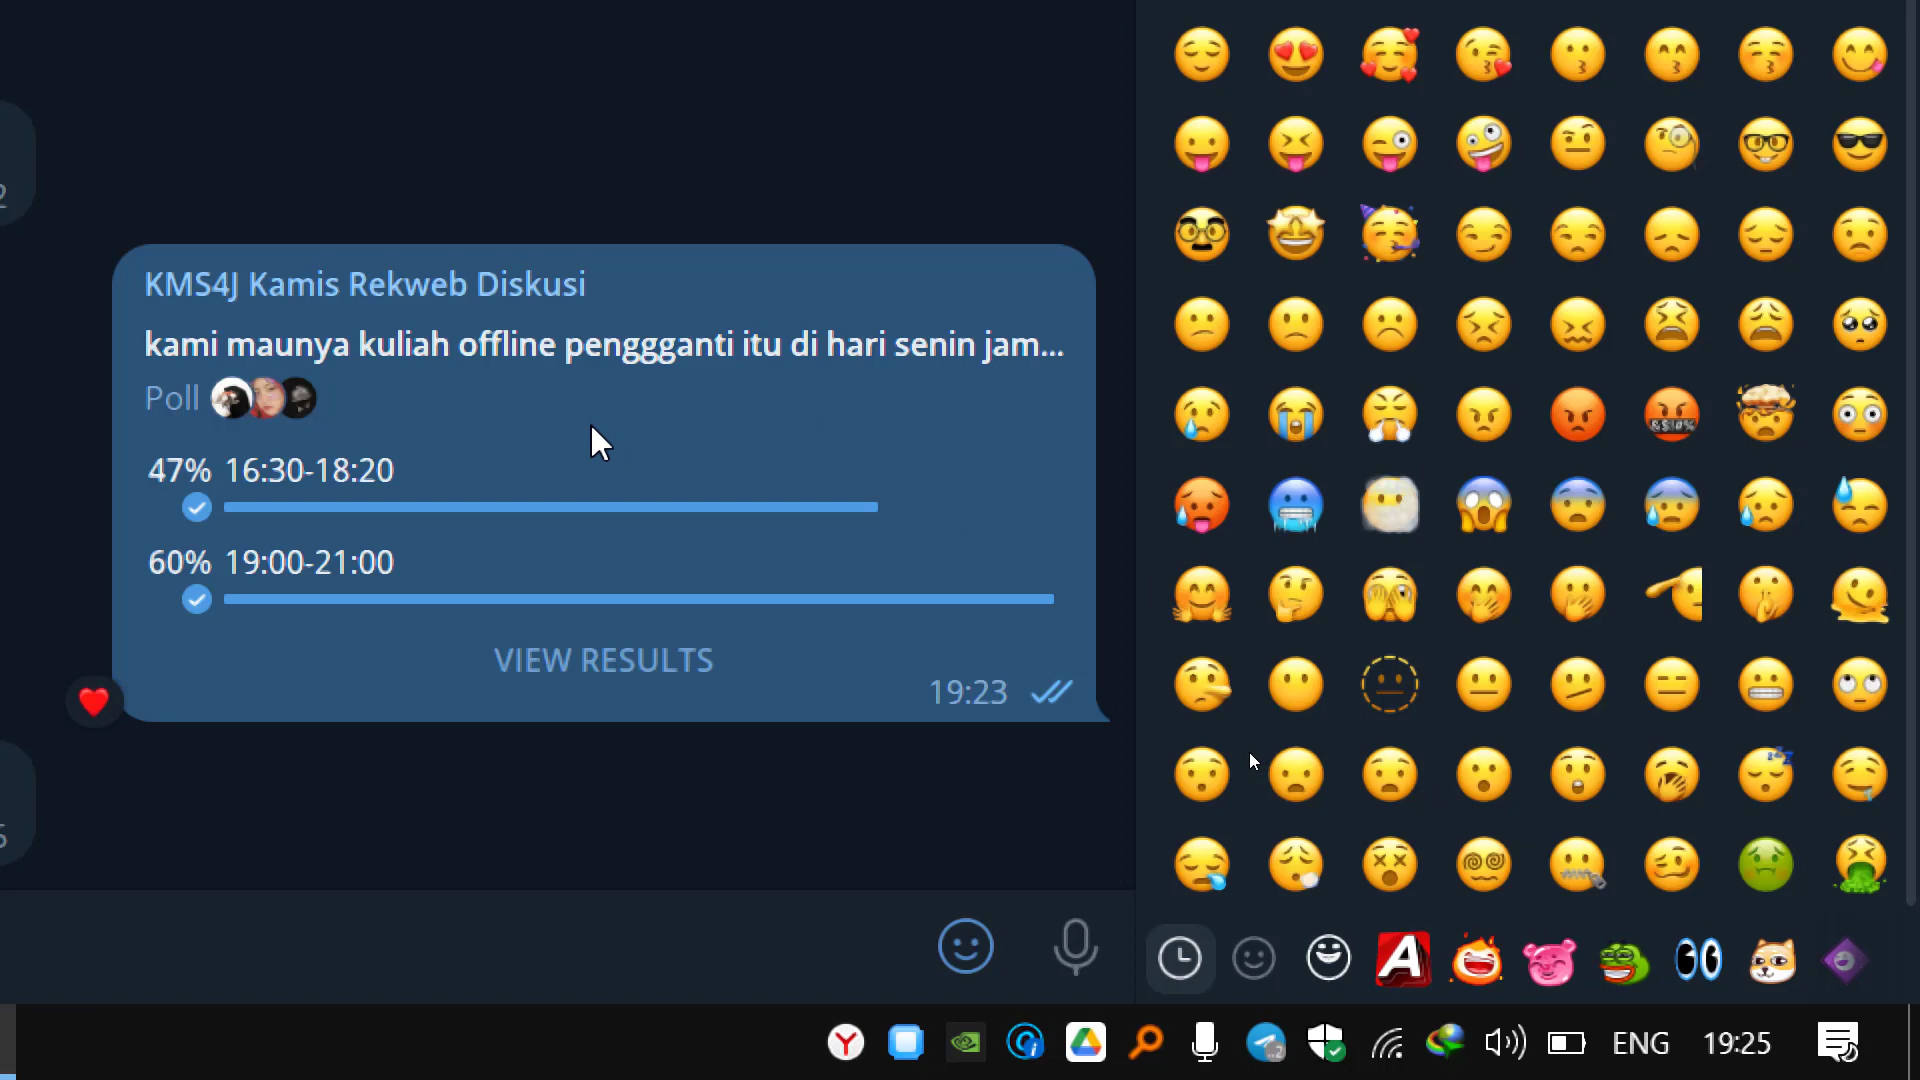 KMS4J Kamis Rekweb Diskusi
kami maunya kuliah offline penggganti itu di hari senin jam...
Poll
47% 16:30-18:20
60% 19:00-21:00
VIEW RESULTS
19:23
ENG 19:25